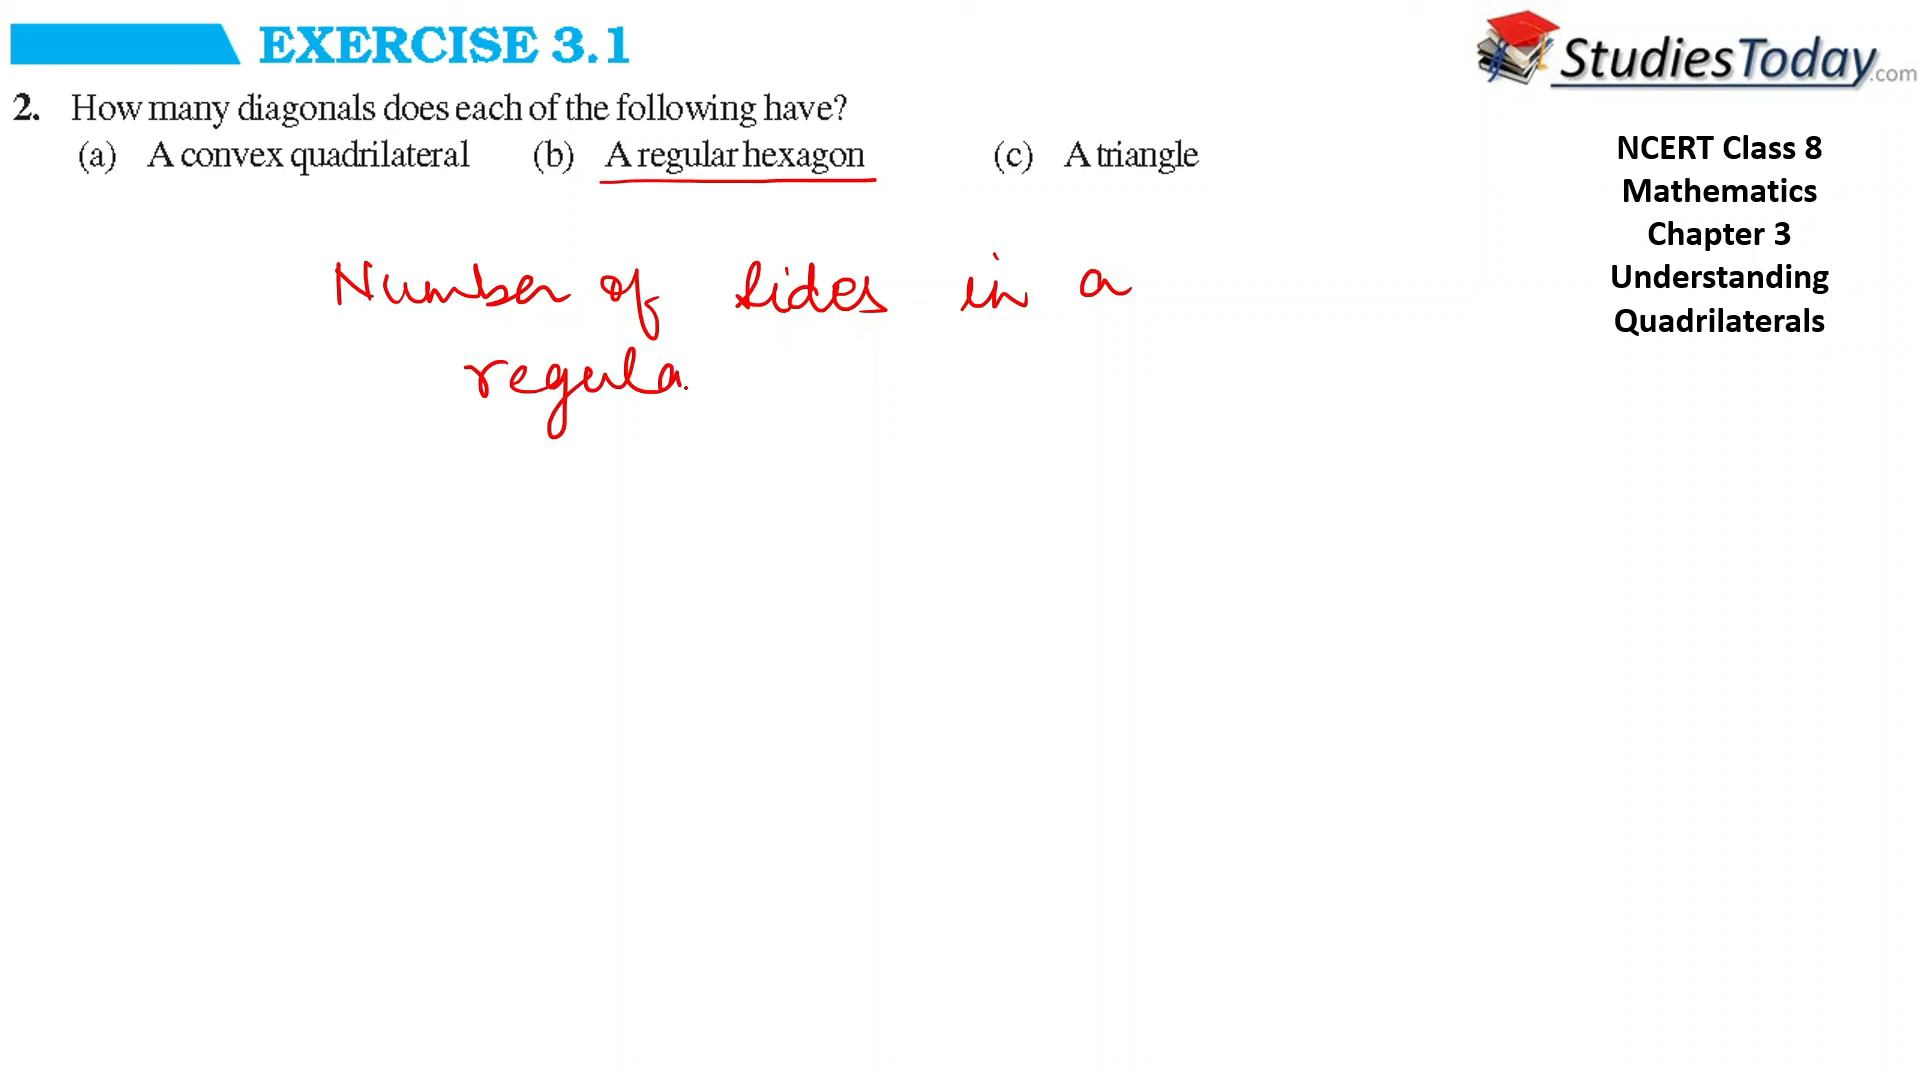 EXERCISE 3.1
StudiesToday.com
2. How many diagonals does each of the following have?
(a) A convex quadrilateral (b) A regular hexagon (c) A triangle
NCERT Class 8
Mathematics
Chapter 3
Understanding
Quadrilaterals
Number of sides in a
regula